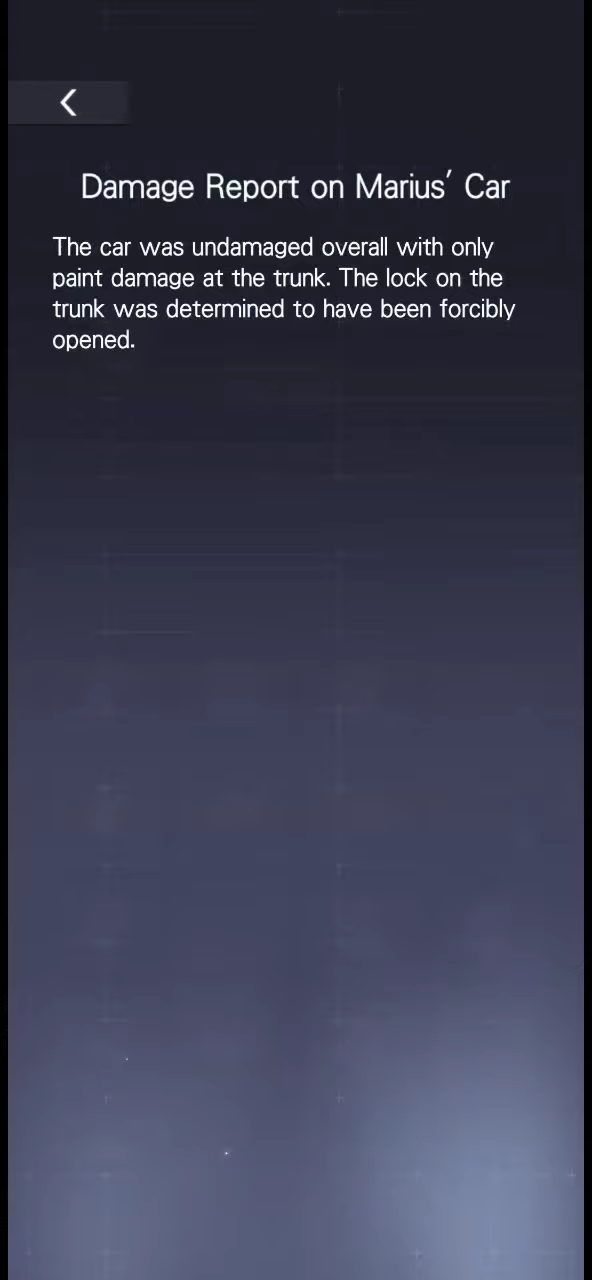 Damage Report on Marius' Car
The car was undamaged overall with only
paint damage at the trunk. The lock on the
trunk was determined to have been forcibly
opened.